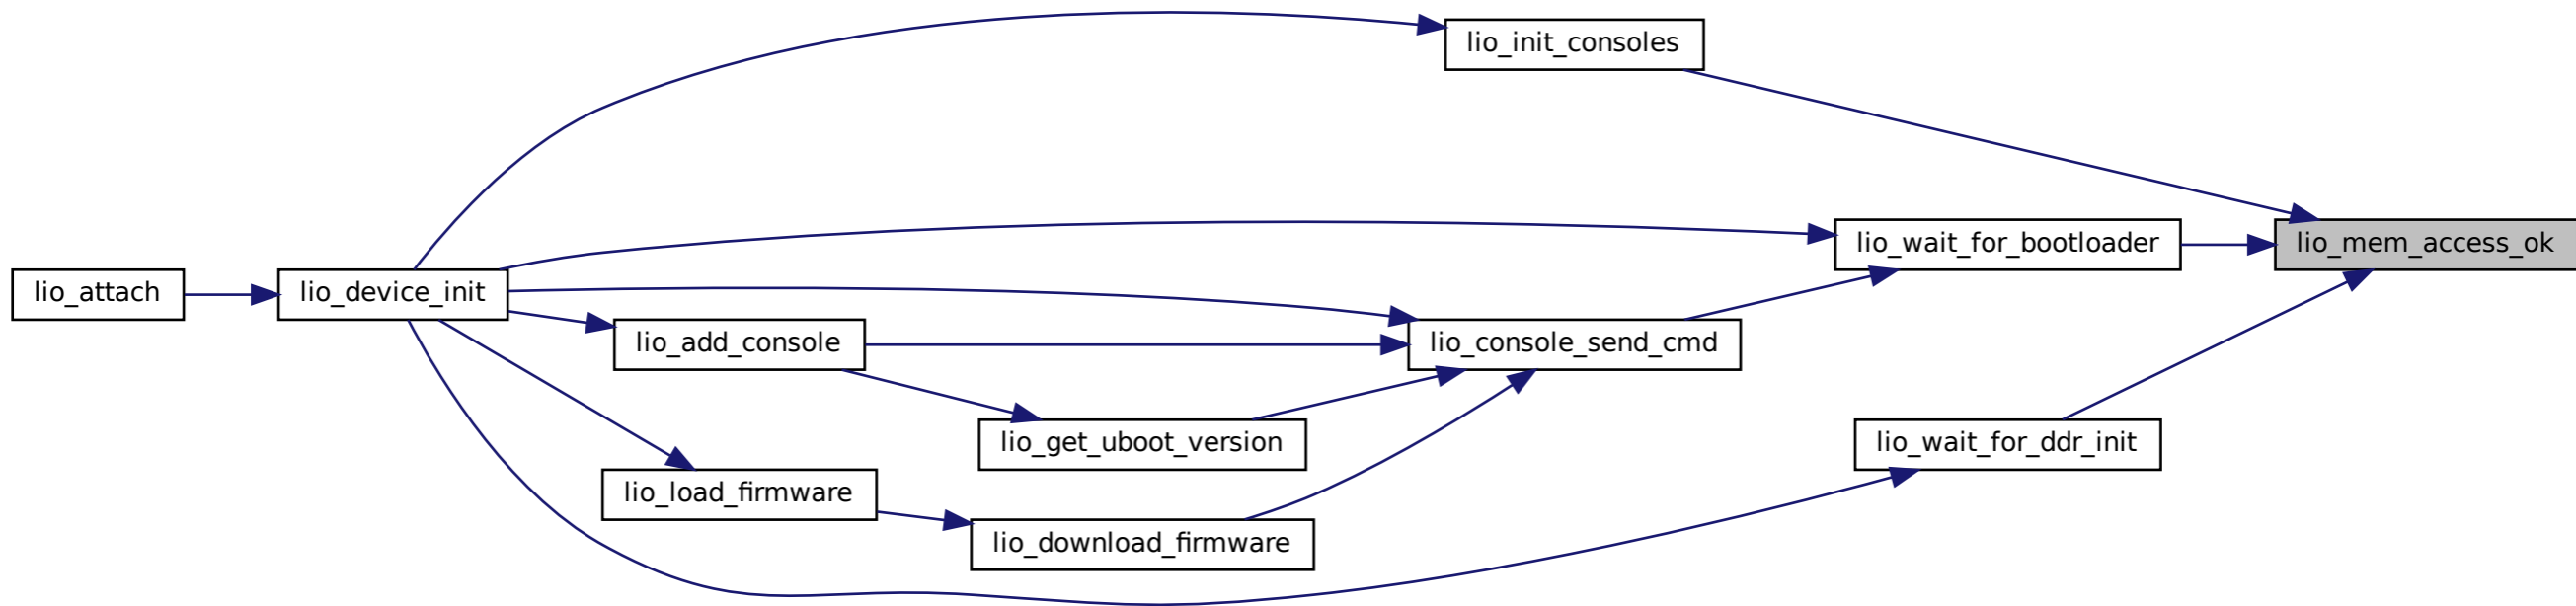 lio_init_consoles
lio_wait_for_bootloader
lio_mem_access_ok
lio_attach
lio_device_init
lio_add_console
lio_console_send_cmd
lio_get_uboot_version
lio_wait_for_ddr_init
lio_load_firmware
lio_download_firmware